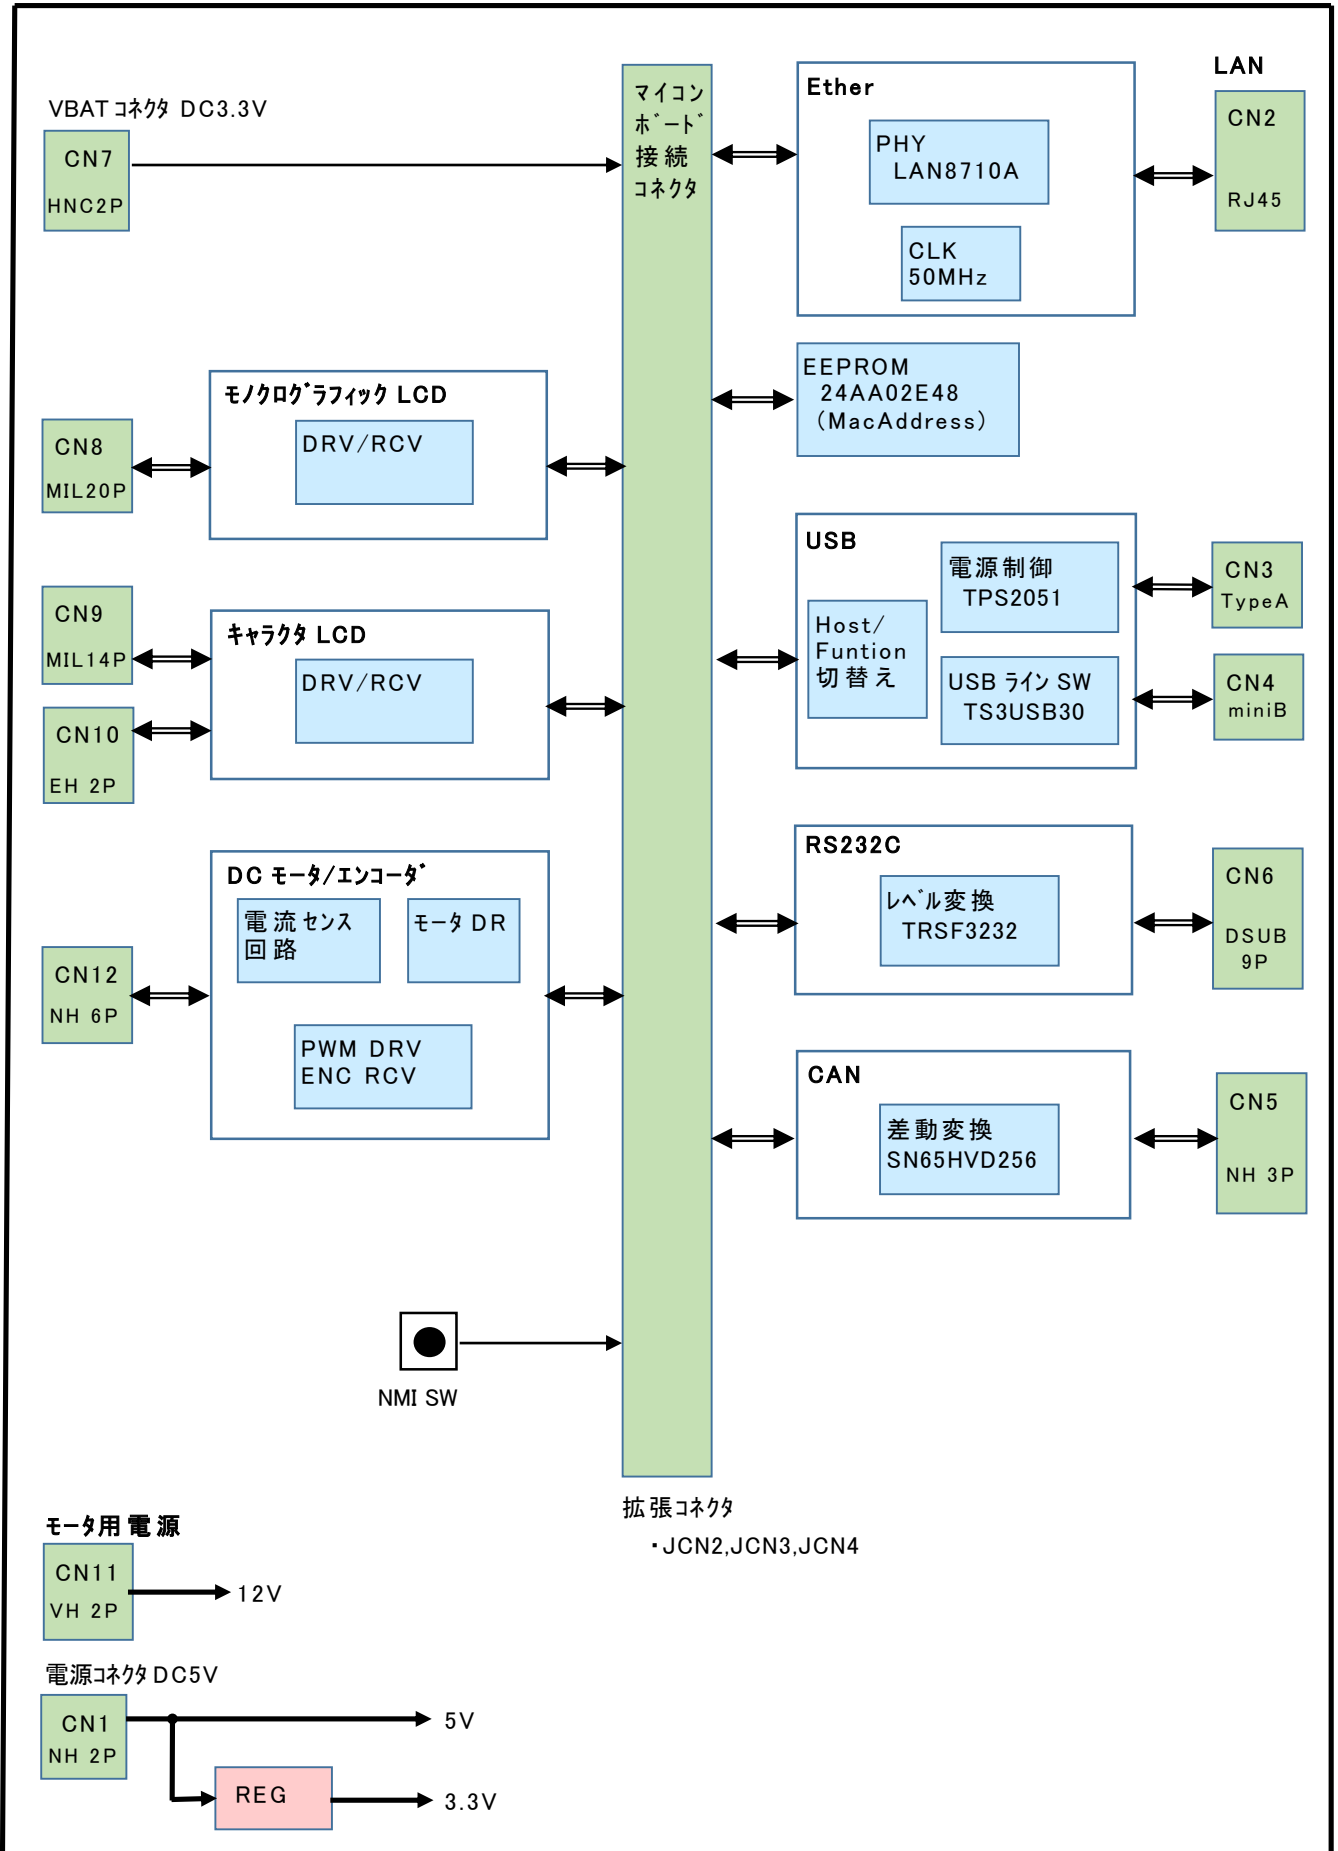 VBATコネクタ DC3.3V
CN7
HNC2P
マイコン
ボード
接続
コネクタ
Ether
PHY
LAN8710A
CLK
50MHz
LAN
CN2
RJ45
EEPROM
24AA02E48
(MacAddress)
モノクログラフィック LCD
DRV/RCV
CN8
MIL20P
USB
電源制御
TPS2051
Host/
Funtion
切替え
USB ライン SW
TS3USB30
CN3
TypeA
CN4
miniB
CN9
MIL14P
キャラクタ LCD
DRV/RCV
CN10
EH 2P
RS232C
レベル変換
TRSF3232
CN6
DSUB
9P
DC モータ/エンコーダ
電流センス
回路
モータ DR
PWM DRV
ENC RCV
CN12
NH 6P
CAN
差動変換
SN65HVD256
CN5
NH 3P
NMI SW
拡張コネクタ
・JCN2,JCN3,JCN4
モータ用電源
CN11
VH 2P
12V
電源コネクタ DC5V
CN1
NH 2P
5V
REG
3.3V